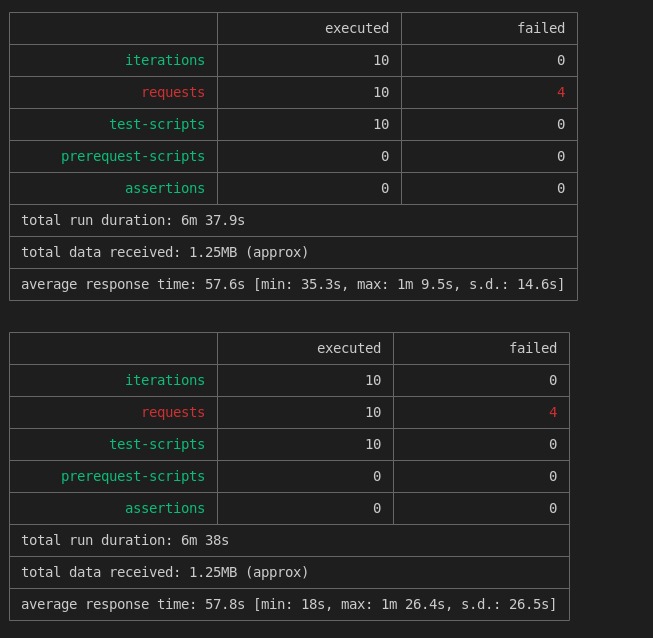 executed failed
iterations 10 0
requests 10 4
test-scripts 10 0
prerequest-scripts 0 0
assertions 0 0
total run duration: 6m 37.9s
total data received: 1.25MB (approx)
average response time: 57.6s [min: 35.3s, max: 1m 9.5s, s.d.: 14.6s]
executed failed
iterations 10 0
requests 10 4
test-scripts 10 0
prerequest-scripts 0 0
assertions 0 0
total run duration: 6m 38s
total data received: 1.25MB (approx)
average response time: 57.8s [min: 18s, max: 1m 26.4s, s.d.: 26.5s]